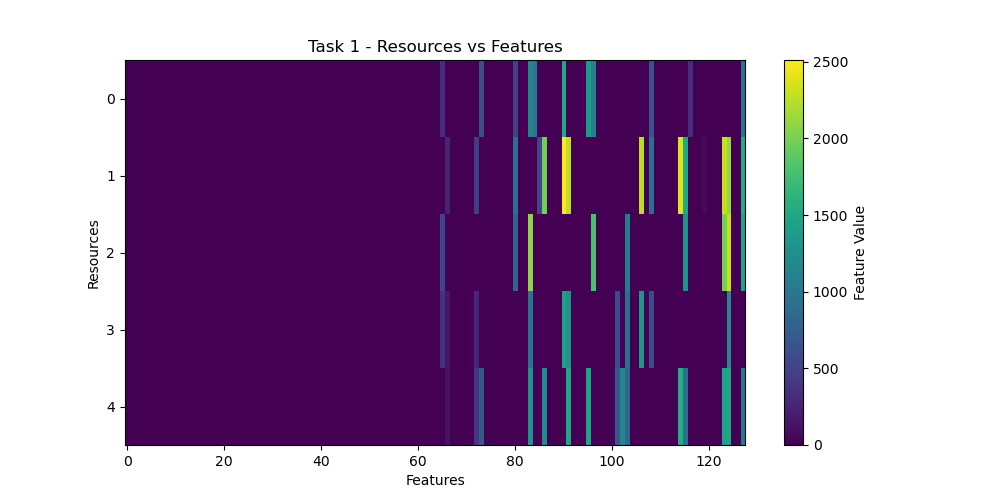 Task 1 - Resources vs Features
Resources
0
1
2
3
4
0 20 40 60 80 100 120
Features
2500
2000
1500
1000
500
0
Feature Value